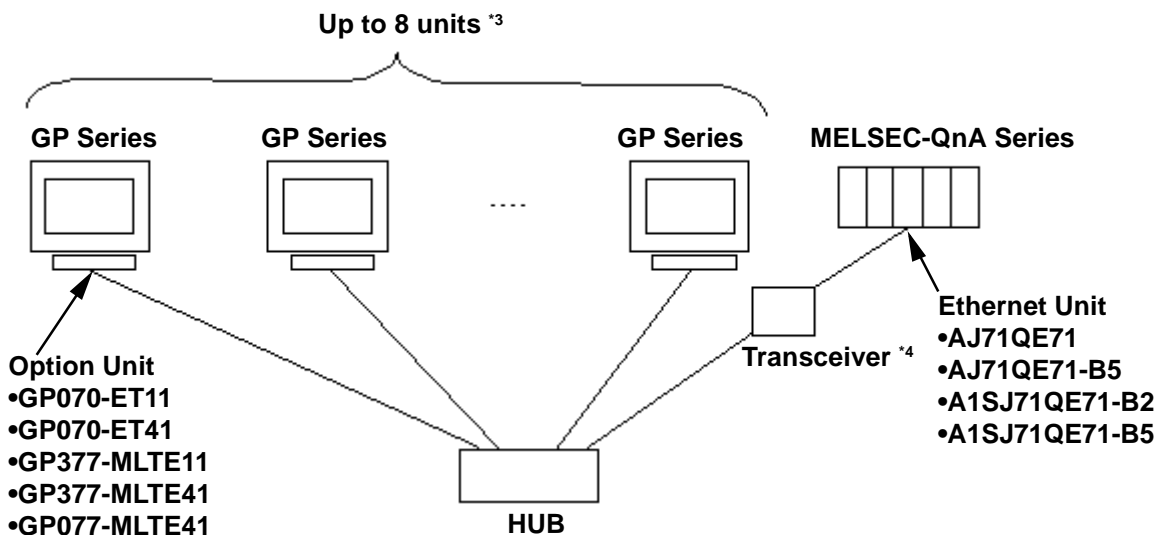 Up to 8 units *3
GP Series
GP Series
GP Series
MELSEC-QnA Series
....
Ethernet Unit
•AJ71QE71
•AJ71QE71-B5
•A1SJ71QE71-B2
•A1SJ71QE71-B5
Transceiver *4
Option Unit
•GP070-ET11
•GP070-ET41
•GP377-MLTE11
•GP377-MLTE41
•GP077-MLTE41
HUB